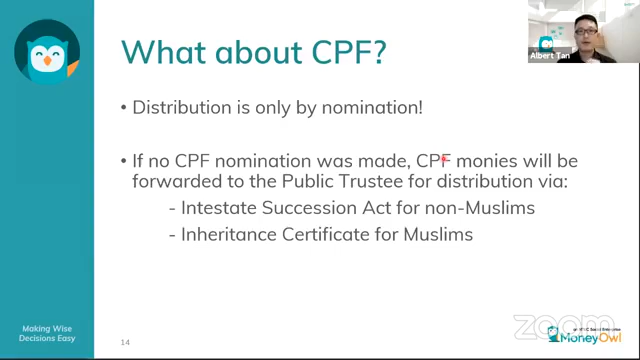 What about CPF?
Albert Tan
• Distribution is only by nomination!
• If no CPF nomination was made, CPF monies will be
forwarded to the Public Trustee for distribution via:
- Intestate Succession Act for non-Muslims
- Inheritance Certificate for Muslims
Making Wise
Decisions Easy
14
zoom
MoneyOwl